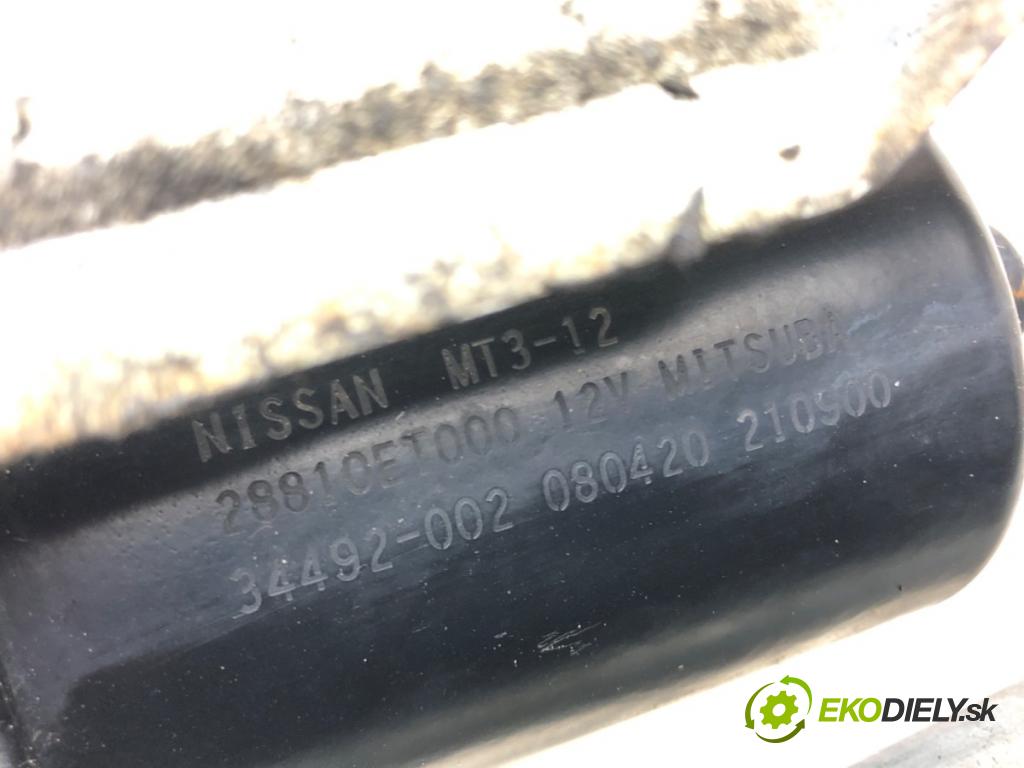 NISSAN MT3-12
28810ET000 12V MITSUBA
34492-002 080420 210900
EKODIELY.sk